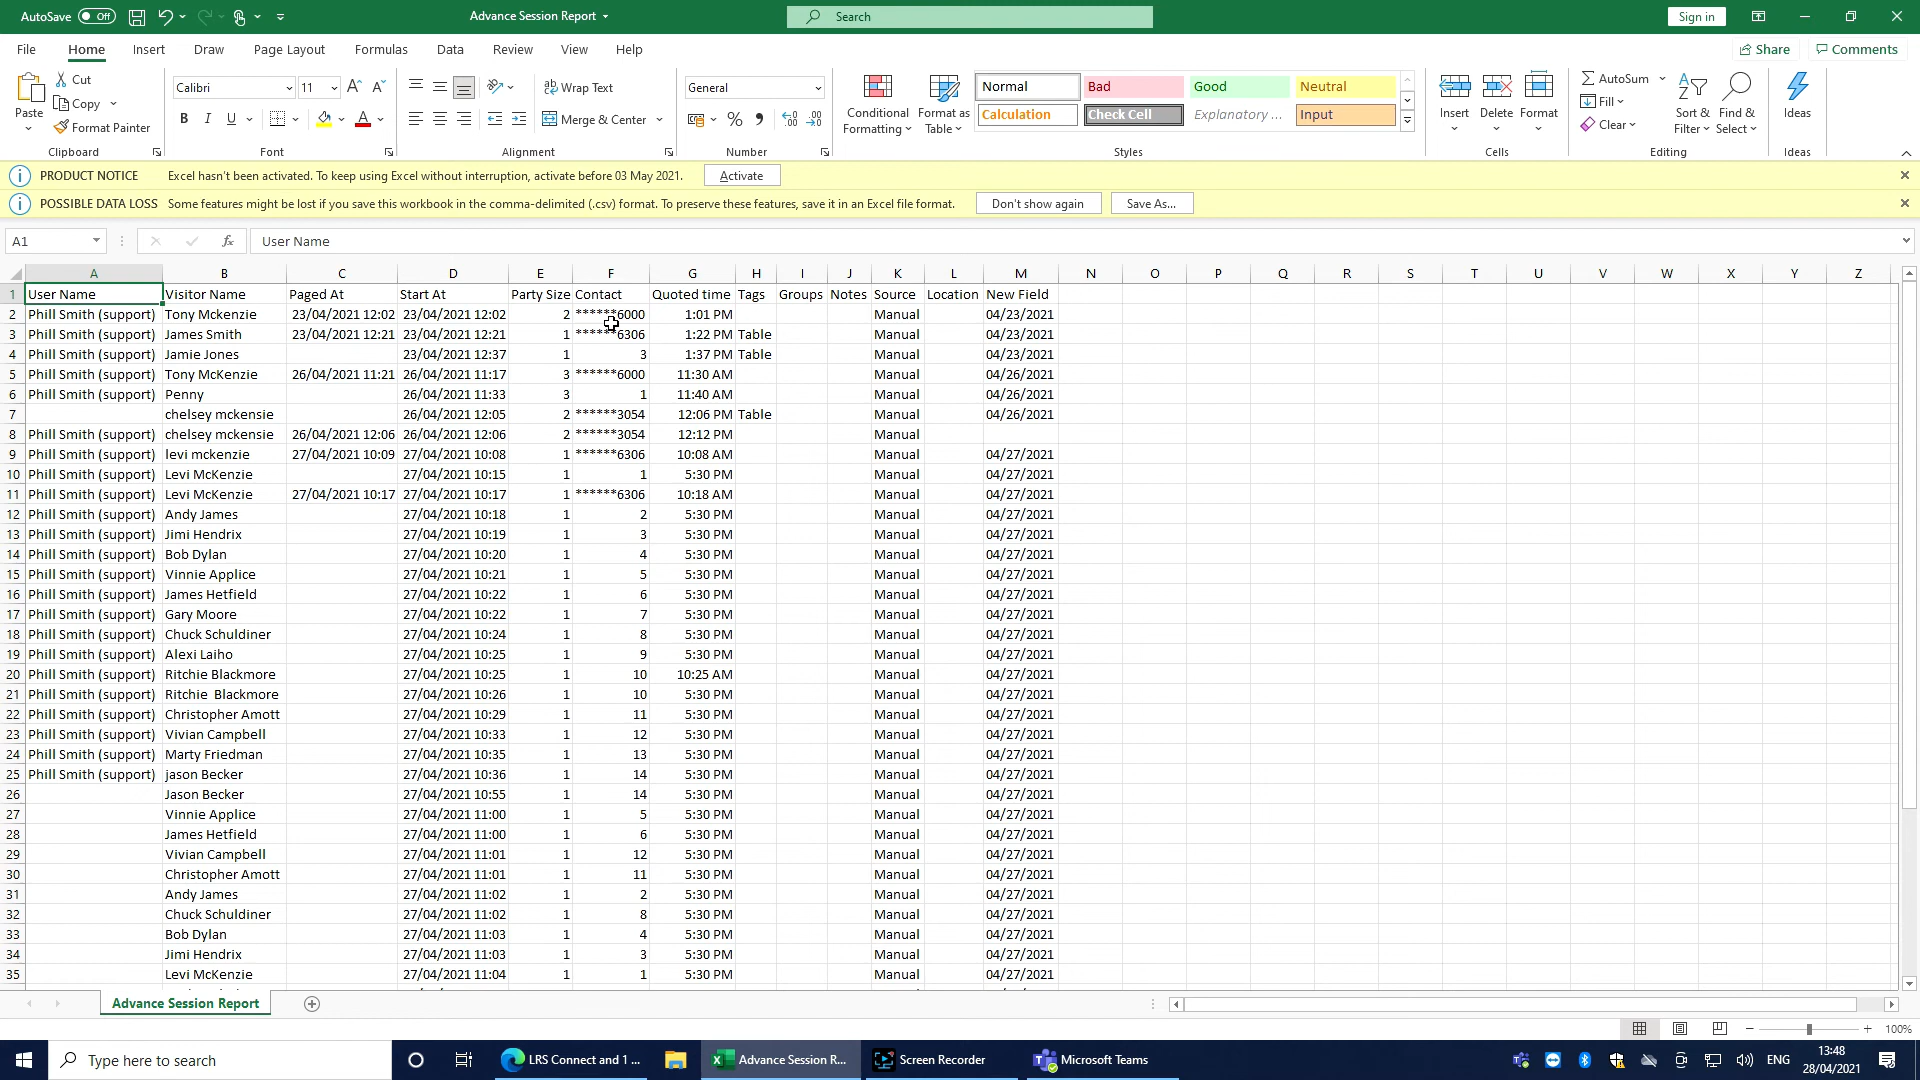 AutoSave Off Advance Session Report Search Sign in
File Home Insert Draw Page Layout Formulas Data Review View Help Share Comments
Paste Cut Copy Format Painter Clipboard
Calibri 11 B I U A A A Font
ab Wrap Text Merge & Center Alignment
General % , Number
Conditional Formatting Format as Table
Normal Bad Good Neutral
Calculation Check Cell Explanatory ... Input
Styles
Insert Delete Format Cells
AutoSum Fill Clear Sort & Filter Find & Select Editing
Ideas Ideas
PRODUCT NOTICE Excel hasn't been activated. To keep using Excel without interruption, activate before 03 May 2021. Activate
POSSIBLE DATA LOSS Some features might be lost if you save this workbook in the comma-delimited (.csv) format. To preserve these features, save it in an Excel file format. Don't show again Save As...
A1 fx User Name
A B C D E F G H I J K L M N O P Q R S T U V W X Y Z
1 User Name Visitor Name Paged At Start At Party Size Contact Quoted time Tags Groups Notes Source Location New Field
2 Phill Smith (support) Tony Mckenzie 23/04/2021 12:02 23/04/2021 12:02 2 ******6000 1:01 PM Manual 04/23/2021
3 Phill Smith (support) James Smith 23/04/2021 12:21 23/04/2021 12:21 1 ******6306 1:22 PM Table Manual 04/23/2021
4 Phill Smith (support) Jamie Jones 23/04/2021 12:37 1 3 1:37 PM Table Manual 04/23/2021
5 Phill Smith (support) Tony McKenzie 26/04/2021 11:21 26/04/2021 11:17 3 ******6000 11:30 AM Manual 04/26/2021
6 Phill Smith (support) Penny 26/04/2021 11:33 3 1 11:40 AM Manual 04/26/2021
7 chelsey mckensie 26/04/2021 12:05 2 ******3054 12:06 PM Table Manual 04/26/2021
8 Phill Smith (support) chelsey mckensie 26/04/2021 12:06 26/04/2021 12:06 2 ******3054 12:12 PM Manual
9 Phill Smith (support) levi mckenzie 27/04/2021 10:09 27/04/2021 10:08 1 ******6306 10:08 AM Manual 04/27/2021
10 Phill Smith (support) Levi McKenzie 27/04/2021 10:15 1 1 5:30 PM Manual 04/27/2021
11 Phill Smith (support) Levi McKenzie 27/04/2021 10:17 27/04/2021 10:17 1 ******6306 10:18 AM Manual 04/27/2021
12 Phill Smith (support) Andy James 27/04/2021 10:18 1 2 5:30 PM Manual 04/27/2021
13 Phill Smith (support) Jimi Hendrix 27/04/2021 10:19 1 3 5:30 PM Manual 04/27/2021
14 Phill Smith (support) Bob Dylan 27/04/2021 10:20 1 4 5:30 PM Manual 04/27/2021
15 Phill Smith (support) Vinnie Applice 27/04/2021 10:21 1 5 5:30 PM Manual 04/27/2021
16 Phill Smith (support) James Hetfield 27/04/2021 10:22 1 6 5:30 PM Manual 04/27/2021
17 Phill Smith (support) Gary Moore 27/04/2021 10:22 1 7 5:30 PM Manual 04/27/2021
18 Phill Smith (support) Chuck Schuldiner 27/04/2021 10:24 1 8 5:30 PM Manual 04/27/2021
19 Phill Smith (support) Alexi Laiho 27/04/2021 10:25 1 9 5:30 PM Manual 04/27/2021
20 Phill Smith (support) Ritchie Blackmore 27/04/2021 10:25 1 10 10:25 AM Manual 04/27/2021
21 Phill Smith (support) Ritchie Blackmore 27/04/2021 10:26 1 10 5:30 PM Manual 04/27/2021
22 Phill Smith (support) Christopher Amott 27/04/2021 10:29 1 11 5:30 PM Manual 04/27/2021
23 Phill Smith (support) Vivian Campbell 27/04/2021 10:33 1 12 5:30 PM Manual 04/27/2021
24 Phill Smith (support) Marty Friedman 27/04/2021 10:35 1 13 5:30 PM Manual 04/27/2021
25 Phill Smith (support) jason Becker 27/04/2021 10:36 1 14 5:30 PM Manual 04/27/2021
26 Jason Becker 27/04/2021 10:55 1 14 5:30 PM Manual 04/27/2021
27 Vinnie Applice 27/04/2021 11:00 1 5 5:30 PM Manual 04/27/2021
28 James Hetfield 27/04/2021 11:00 1 6 5:30 PM Manual 04/27/2021
29 Vivian Campbell 27/04/2021 11:01 1 12 5:30 PM Manual 04/27/2021
30 Christopher Amott 27/04/2021 11:01 1 11 5:30 PM Manual 04/27/2021
31 Andy James 27/04/2021 11:02 1 2 5:30 PM Manual 04/27/2021
32 Chuck Schuldiner 27/04/2021 11:02 1 8 5:30 PM Manual 04/27/2021
33 Bob Dylan 27/04/2021 11:03 1 4 5:30 PM Manual 04/27/2021
34 Jimi Hendrix 27/04/2021 11:03 1 3 5:30 PM Manual 04/27/2021
35 Levi McKenzie 27/04/2021 11:04 1 1 5:30 PM Manual 04/27/2021
Advance Session Report
100%
Type here to search LRS Connect and 1 ... Advance Session R... Screen Recorder Microsoft Teams ENG 13:48
28/04/2021